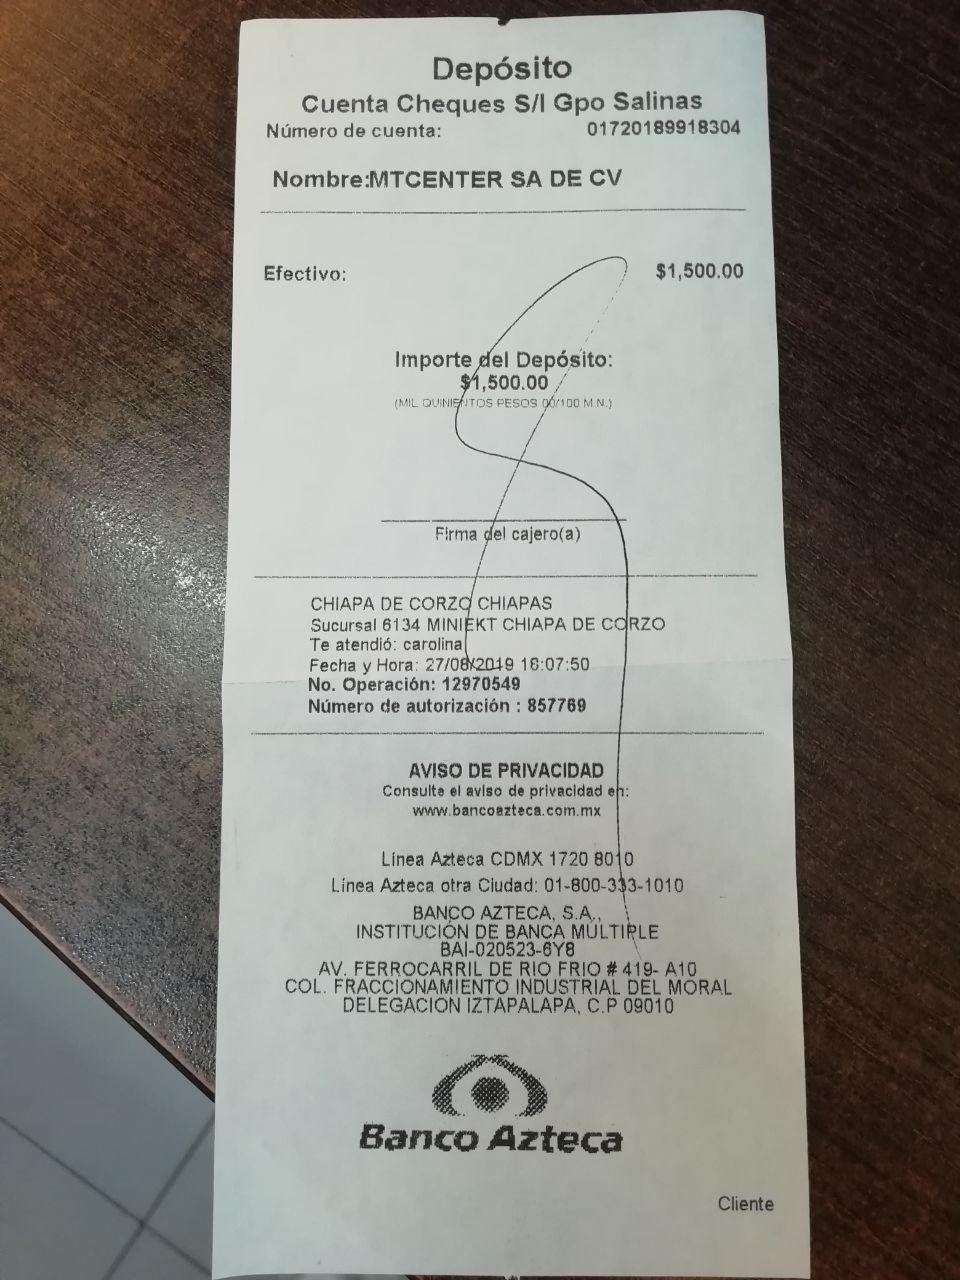 Depósito
Cuenta Cheques S/I Gpo Salinas
Número de cuenta: 01720189918304
Nombre:MTCENTER SA DE CV
Efectivo: $1,500.00
Importe del Depósito:
$1,500.00
(MIL QUINIENTOS PESOS 00/100 M.N.)
Firma del cajero(a)
CHIAPA DE CORZO CHIAPAS
Sucursal 6134 MINIEKT CHIAPA DE CORZO
Te atendió: carolina
Fecha y Hora: 27/08/2019 16:07:50
No. Operación: 12970549
Número de autorización : 857769
AVISO DE PRIVACIDAD
Consulte el aviso de privacidad en:
www.bancoazteca.com.mx
Línea Azteca CDMX 1720 8010
Línea Azteca otra Ciudad: 01-800-333-1010
BANCO AZTECA, S.A.,
INSTITUCIÓN DE BANCA MÚLTIPLE
BAI-020523-6Y8
AV. FERROCARRIL DE RIO FRIO # 419- A10
COL. FRACCIONAMIENTO INDUSTRIAL DEL MORAL
DELEGACION IZTAPALAPA, C.P 09010
Banco Azteca
Cliente